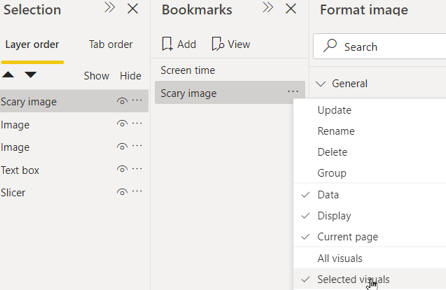 Selection
Layer order
Tab order
Show
Hide
Scary image
Image
Image
Text box
Slicer
Bookmarks
Add
View
Screen time
Scary image
Format image
Search
General
Update
Rename
Delete
Group
Data
Display
Current page
All visuals
Selected visuals